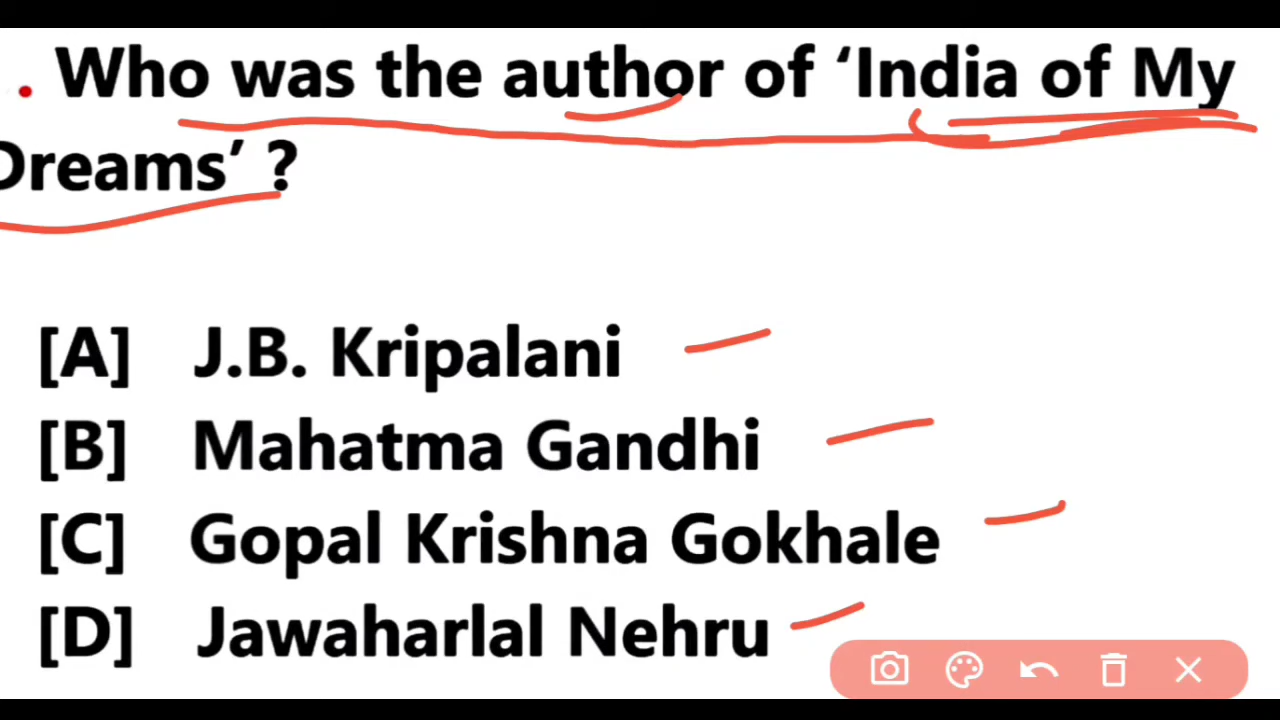 . Who was the author of ‘India of My
Dreams’ ?
[A] J.B. Kripalani
[B] Mahatma Gandhi
[C] Gopal Krishna Gokhale
[D] Jawaharlal Nehru